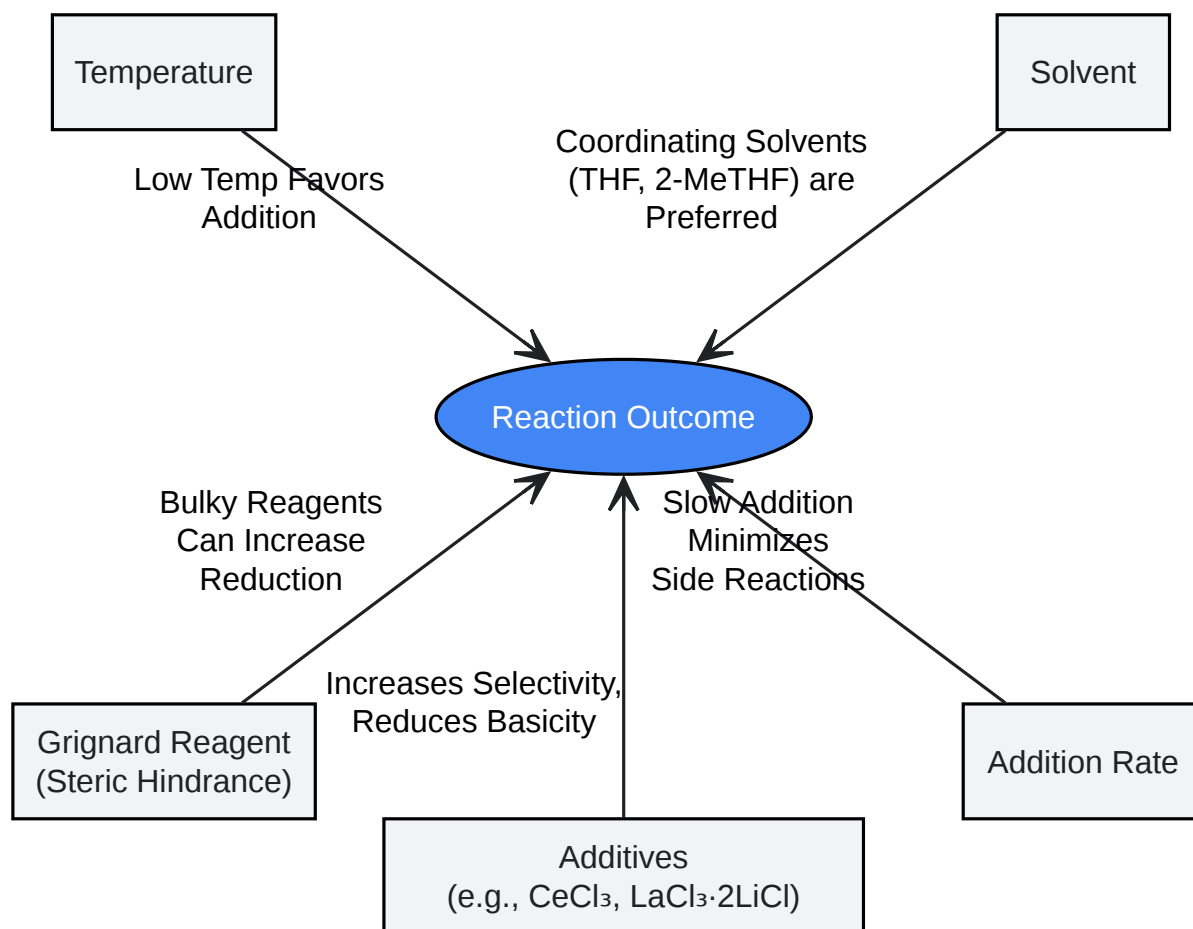 Temperature
Solvent
Low Temp Favors
Addition
Coordinating Solvents
(THF, 2-MeTHF) are
Preferred
Reaction Outcome
Bulky Reagents
Can Increase
Reduction
Slow Addition
Minimizes
Side Reactions
Increases Selectivity,
Reduces Basicity
Grignard Reagent
(Steric Hindrance)
Addition Rate
Additives
(e.g., CeCl₃, LaCl₃·2LiCl)